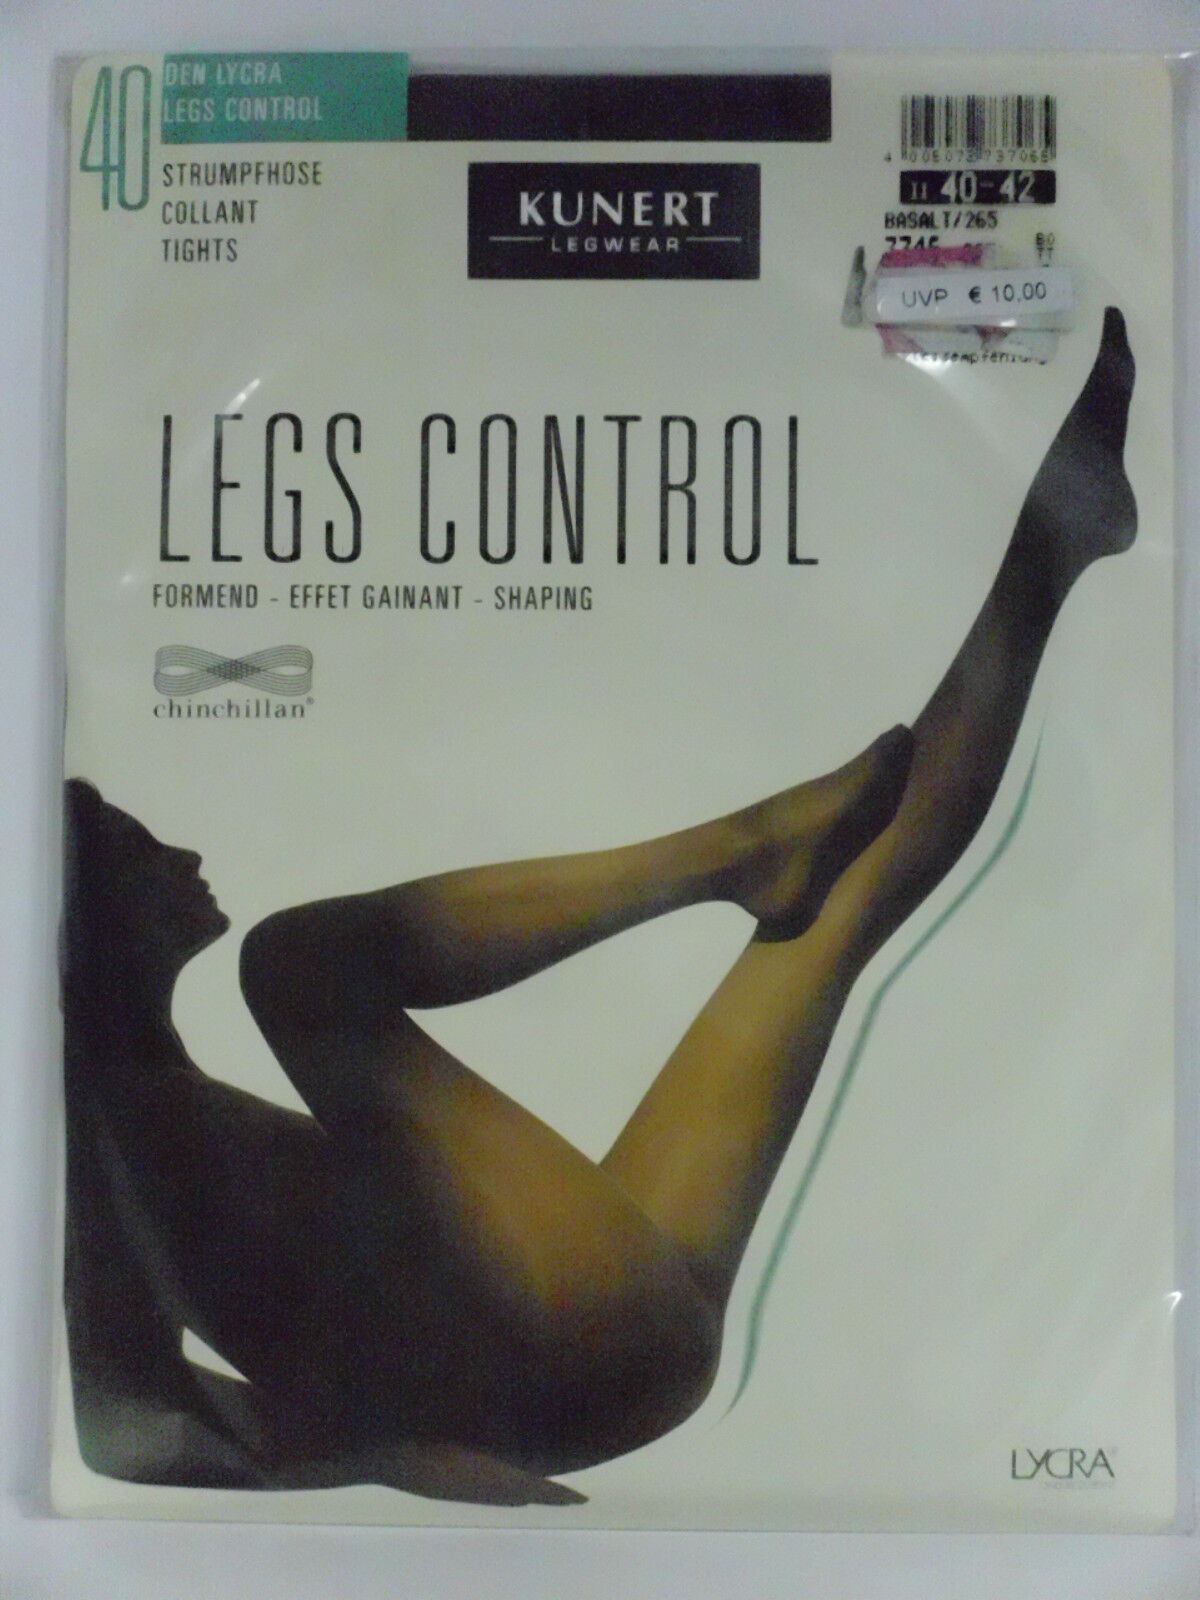 40
DEN LYCRA
LEGS CONTROL
STRUMPFHOSE
COLLANT
TIGHTS
KUNERT
LEGWEAR
II 40-42
BASALT/265
UVP € 10,00
LEGS CONTROL
FORMEND - EFFET GAINANT - SHAPING
chinchillan®
LYCRA®